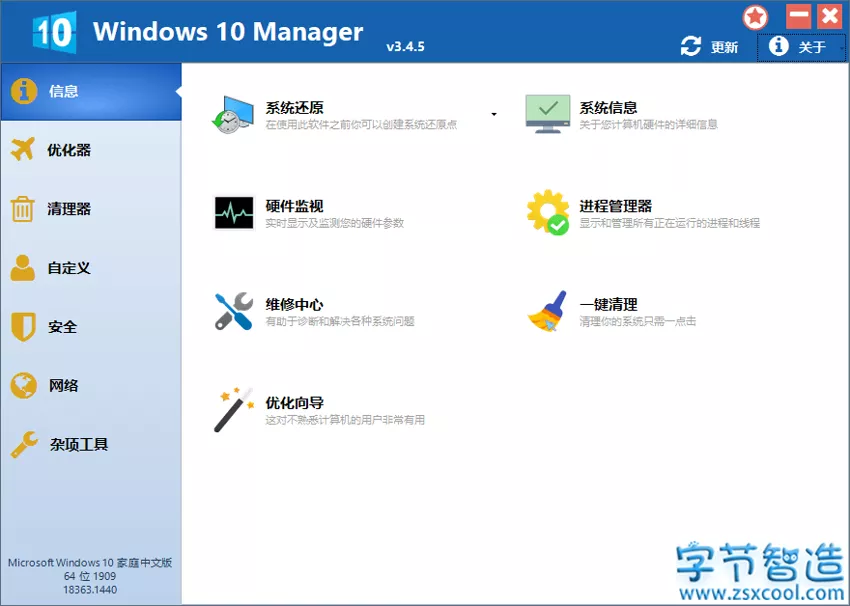 10 Windows 10 Manager v3.4.5
更新 关于
信息
优化器
清理器
自定义
安全
网络
杂项工具
Microsoft Windows 10 家庭中文版
64 位 1909
18363.1440
系统还原
在使用此软件之前你可以创建系统还原点
系统信息
关于您计算机硬件的详细信息
硬件监视
实时显示及监测您的硬件参数
进程管理器
显示和管理所有正在运行的进程和线程
维修中心
有助于诊断和解决各种系统问题
一键清理
清理你的系统只需一点击
优化向导
这对不熟悉计算机的用户非常有用
字节智造
www.zsxcool.com